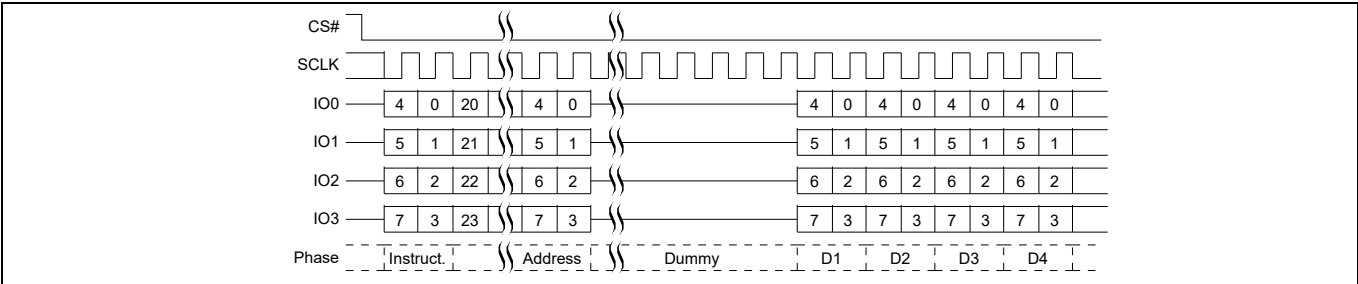 CS#
SCLK
IO0 4 0 20 4 0 4 0 4 0 4 0 4 0
IO1 5 1 21 5 1 5 1 5 1 5 1 5 1
IO2 6 2 22 6 2 6 2 6 2 6 2 6 2
IO3 7 3 23 7 3 7 3 7 3 7 3 7 3
Phase Instruct. Address Dummy D1 D2 D3 D4